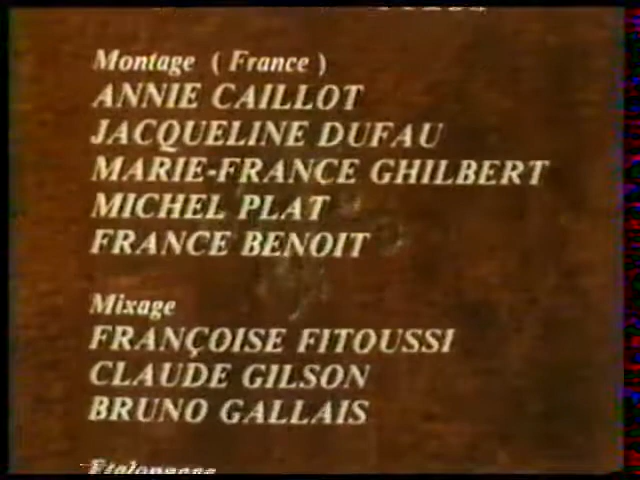 Montage ( France )
ANNIE CAILLOT
JACQUELINE DUFAU
MARIE-FRANCE GHILBERT
MICHEL PLAT
FRANCE BENOIT
Mixage
FRANÇOISE FITOUSSI
CLAUDE GILSON
BRUNO GALLAIS
Etalonnage